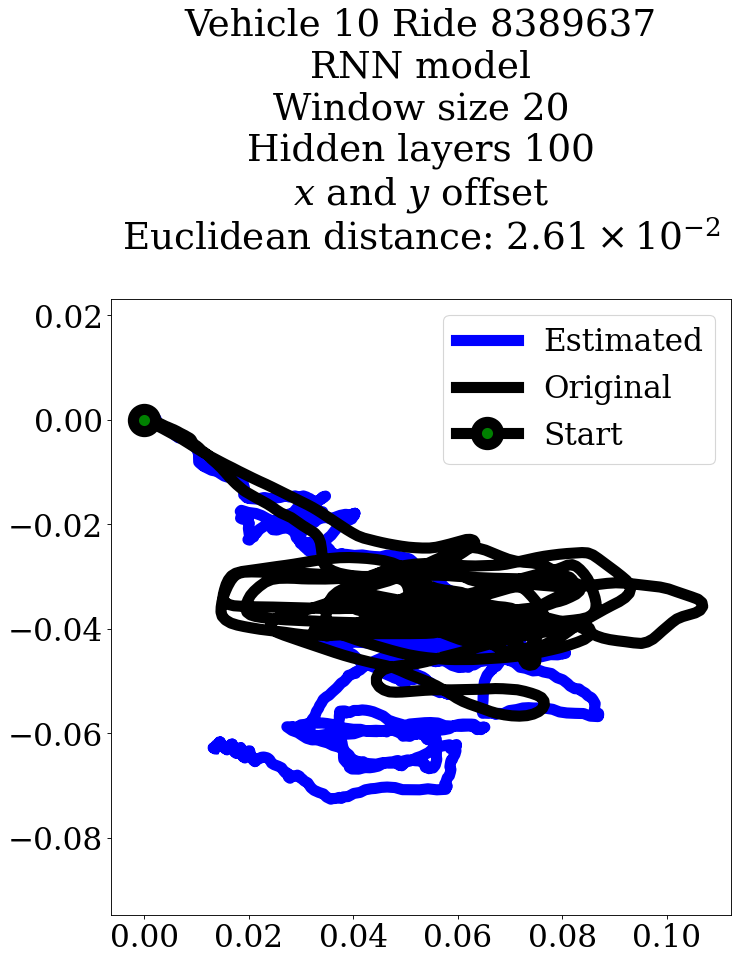 Vehicle 10 Ride 8389637
RNN model
Window size 20
Hidden layers 100
x and y offset
Euclidean distance: 2.61 × 10⁻²
Estimated
Original
Start
0.02
0.00
−0.02
−0.04
−0.06
−0.08
0.00 0.02 0.04 0.06 0.08 0.10